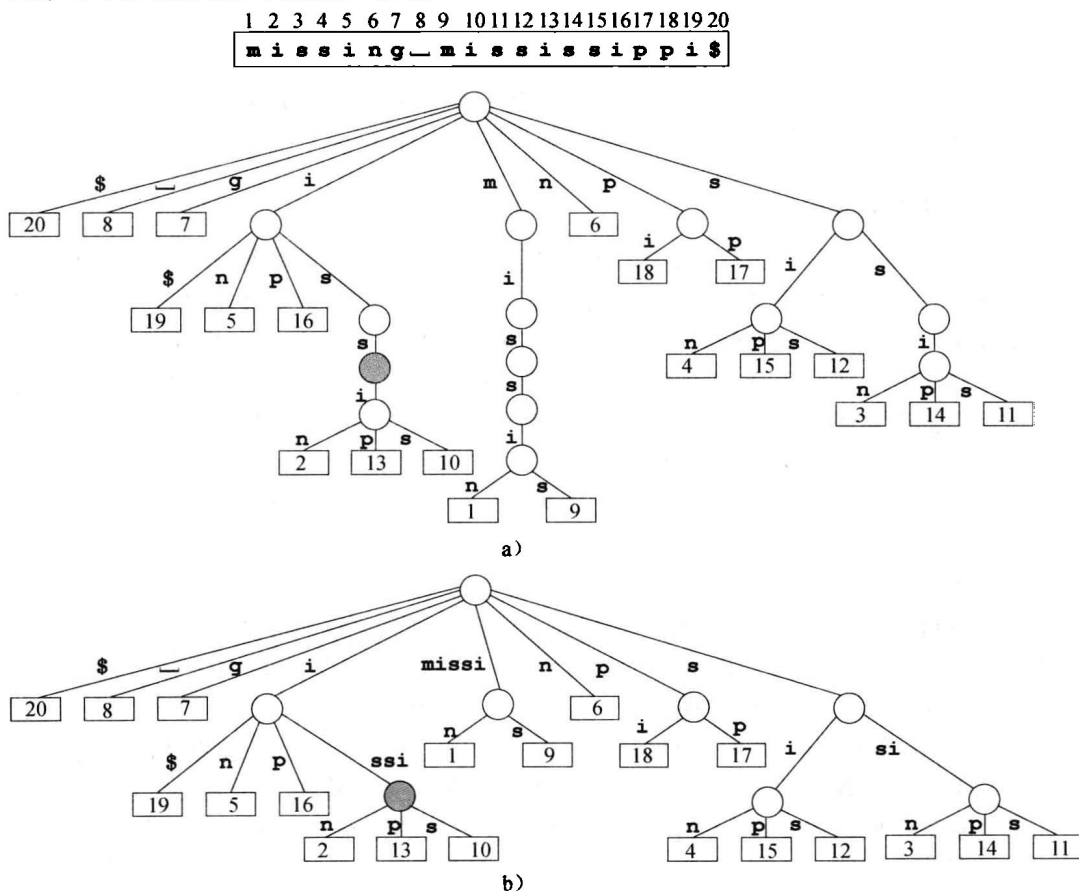 1 2 3 4 5 6 7 8 9 10 11 12 13 14 15 16 17 18 19 20
m i s s i n g ⎵ m i s s i s s i p p i $
$ ⎵ g i m n p s
20 8 7 6
i p i s
$ n p s i 18 17
19 5 16 s i
s s n p s
i s 4 15 12 n p s
n p s i 3 14 11
2 13 10 n s
1 9
a)
$ ⎵ g i missi n p s
20 8 7 6
n s i p i si
$ n p ssi 1 9 18 17
19 5 16
n p s n p s n p s
2 13 10 4 15 12 3 14 11
b)